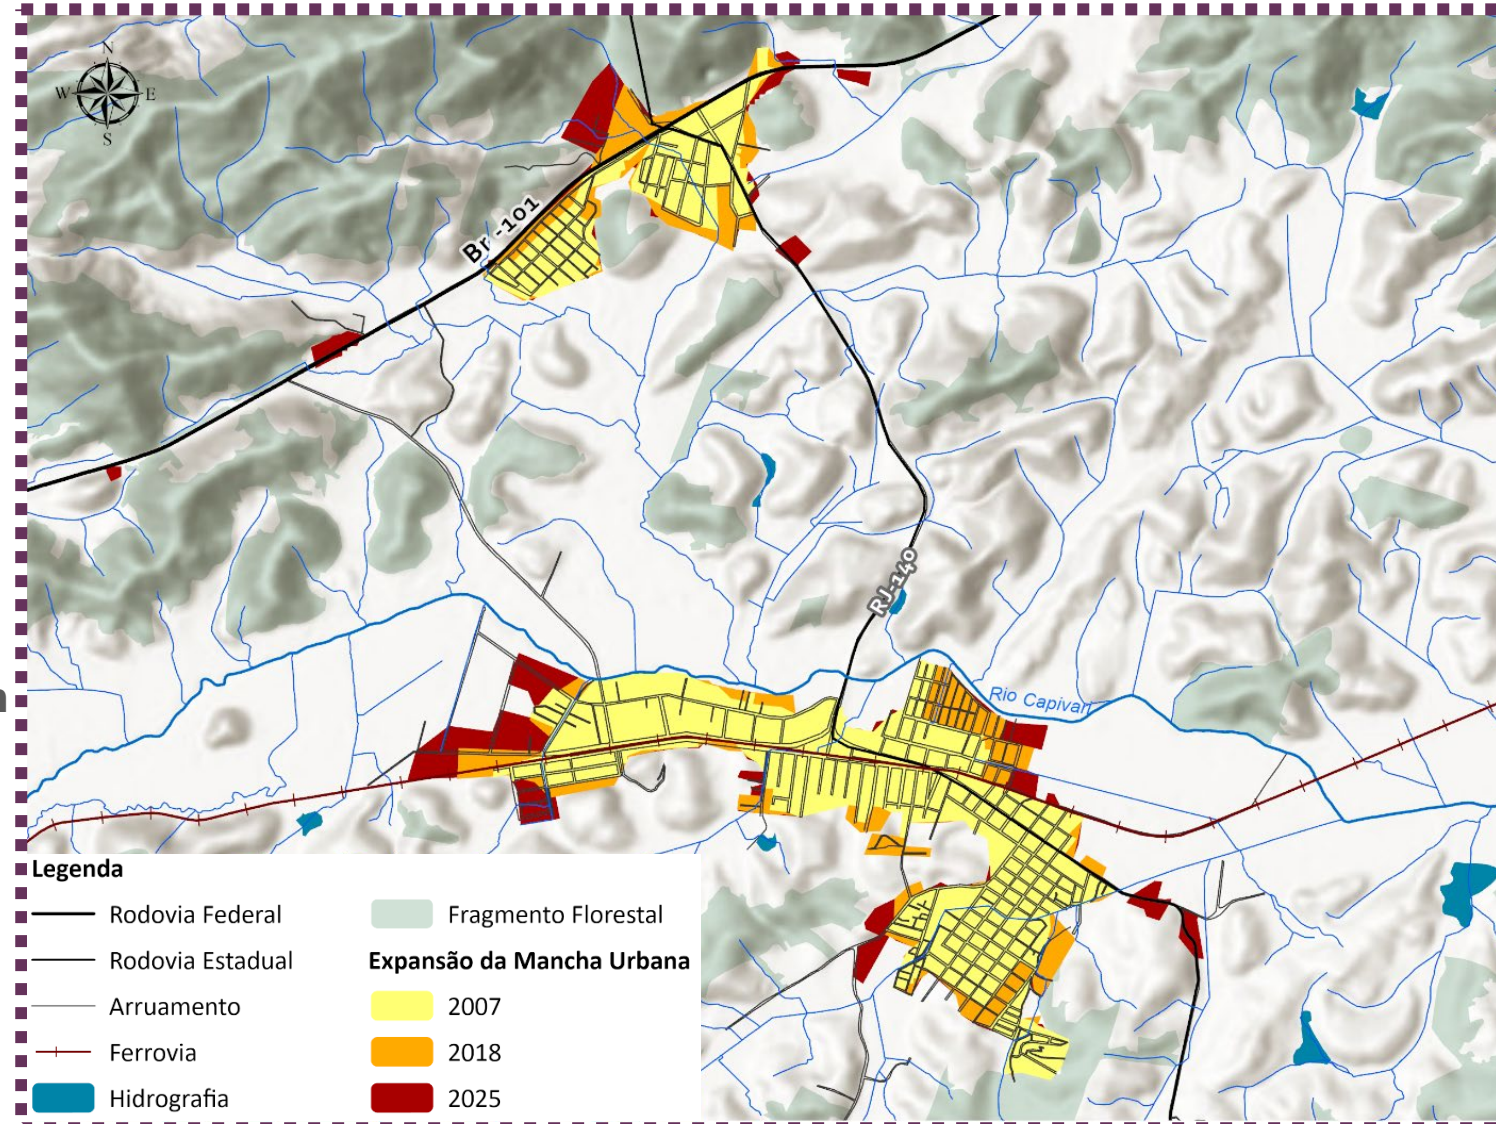 N
W
E
S
Br -101
RJ-140
Rio Capivari
Legenda
Rodovia Federal
Rodovia Estadual
Arruamento
Ferrovia
Hidrografia
Fragmento Florestal
Expansão da Mancha Urbana
2007
2018
2025